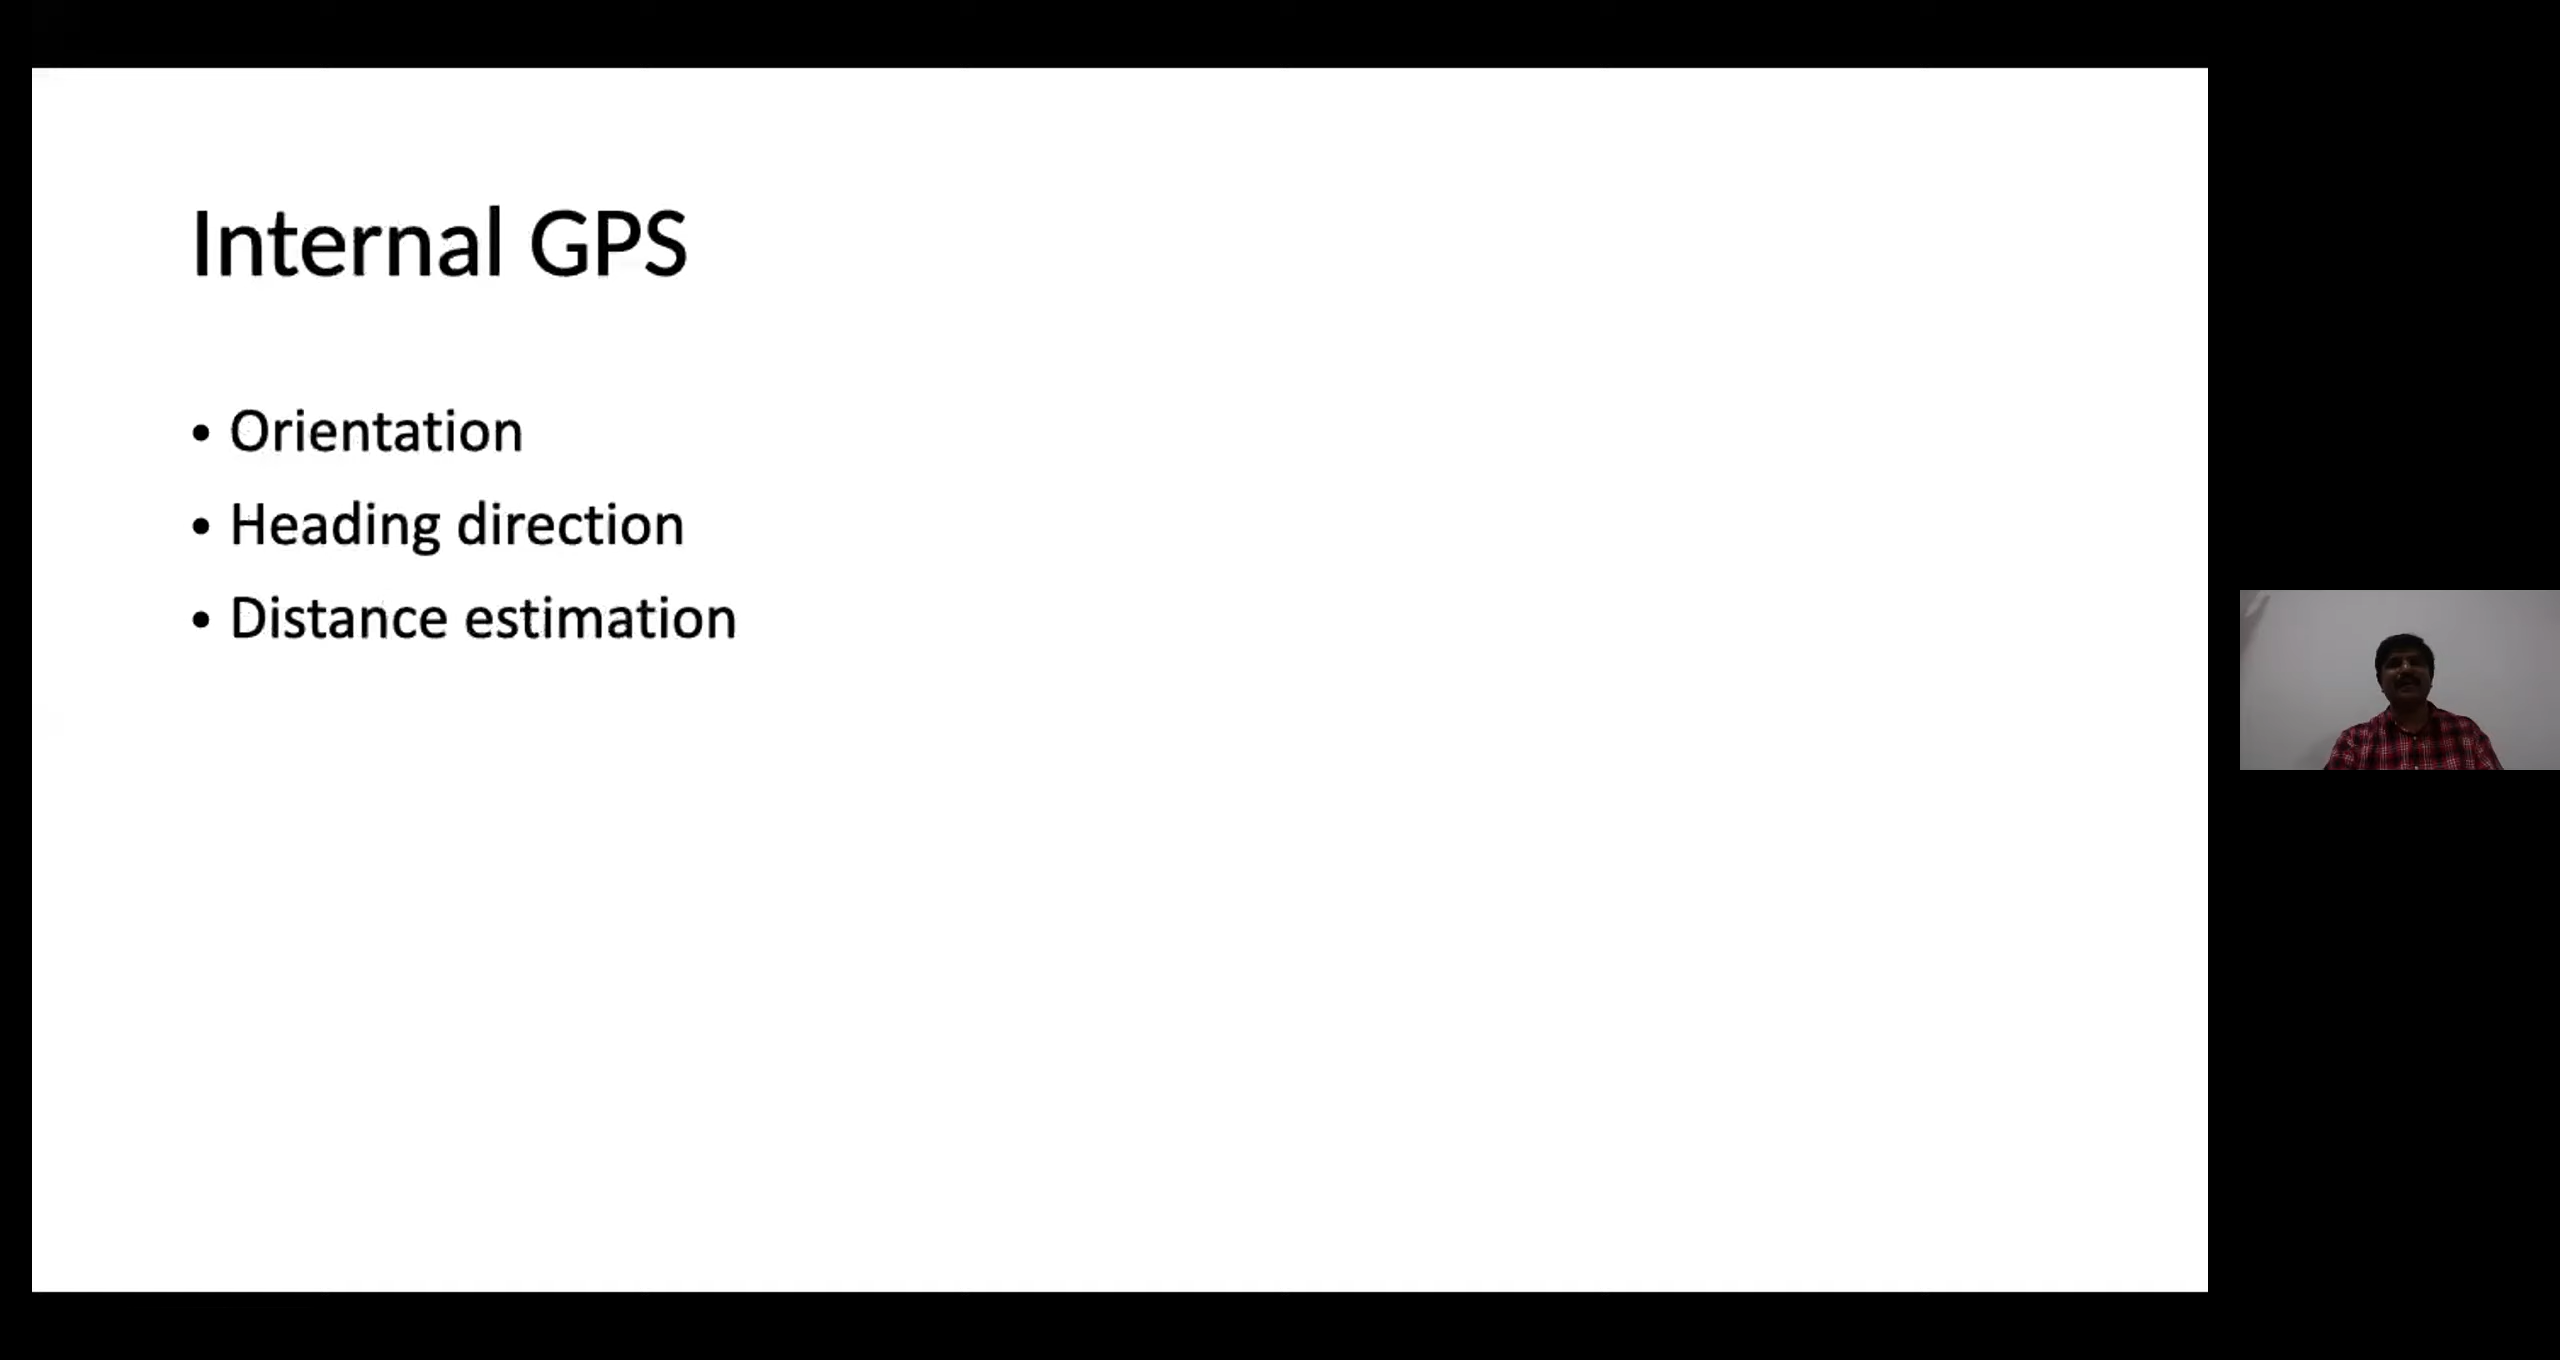 Internal GPS
• Orientation
• Heading direction
• Distance estimation